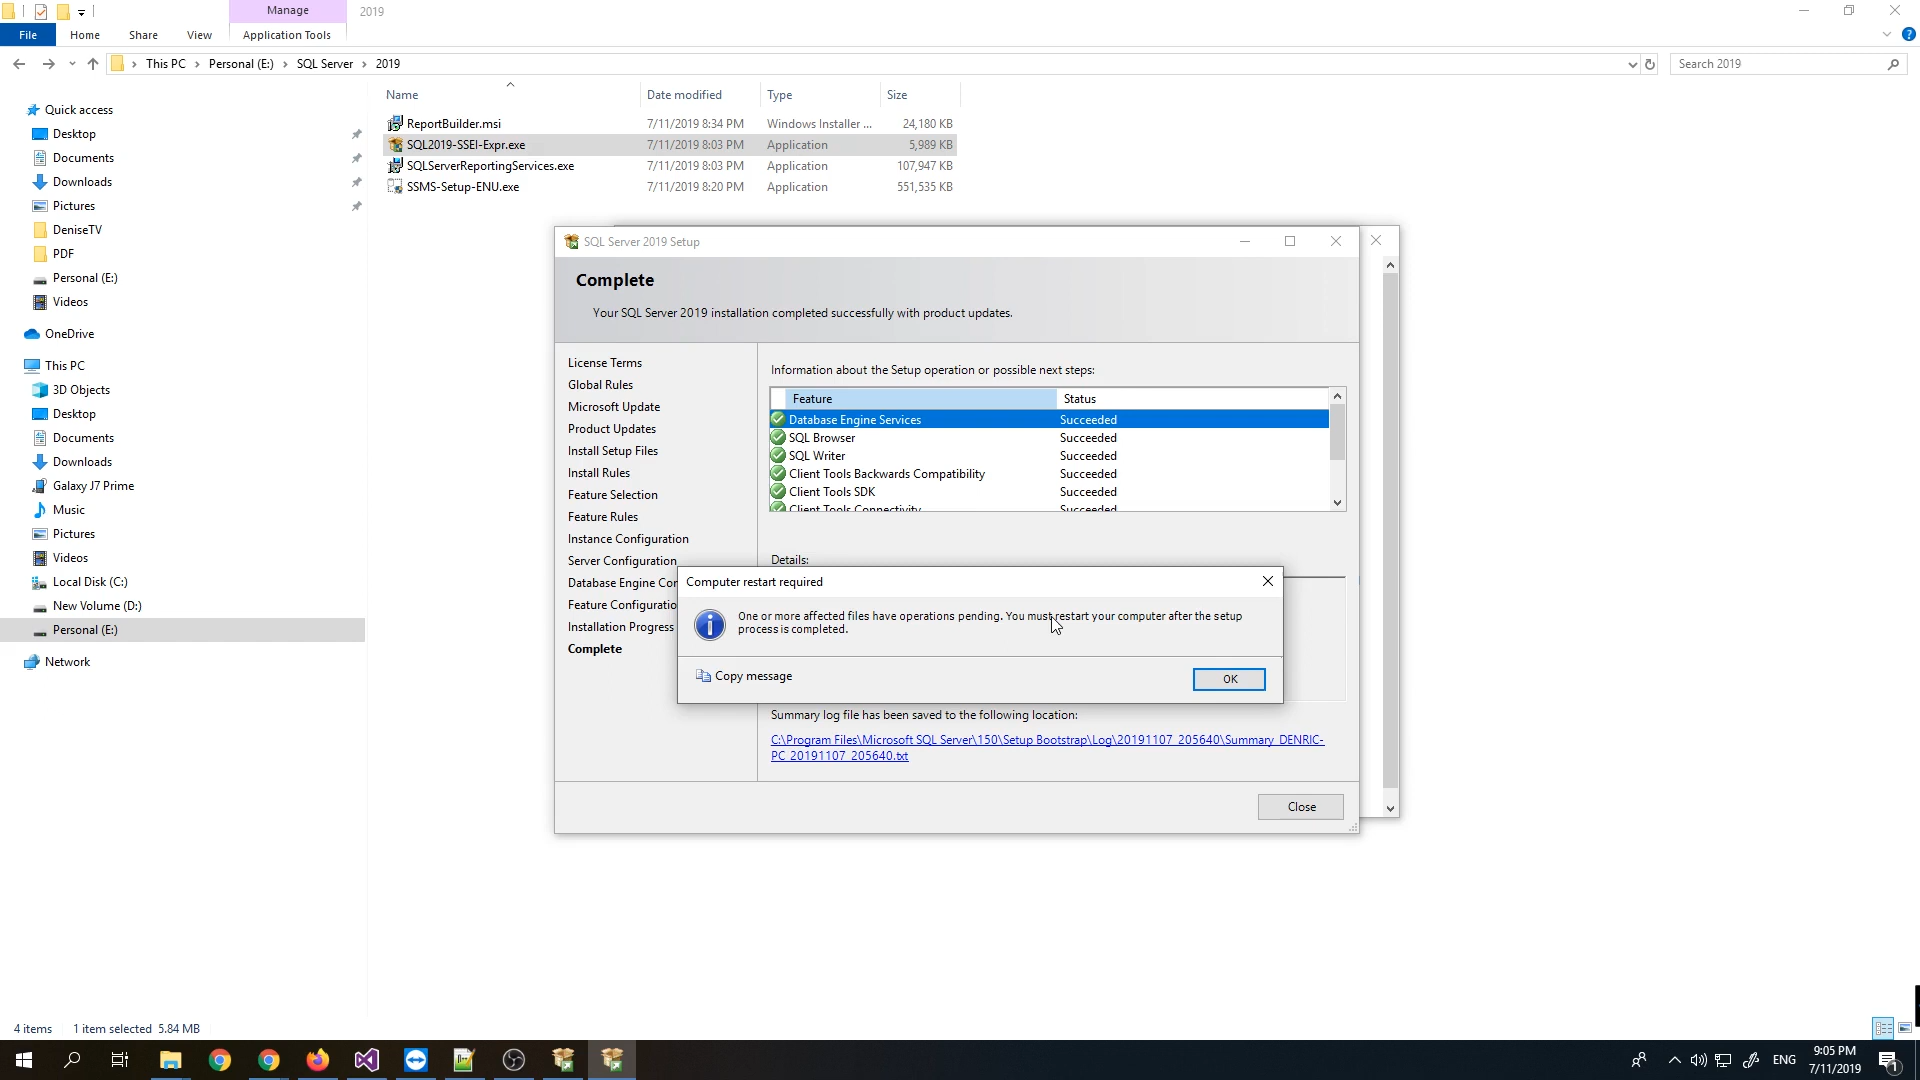 Manage
2019
File
Home
Share
View
Application Tools
This PC
Personal (E:)
SQL Server
2019
Search 2019
Name
Date modified
Type
Size
ReportBuilder.msi 7/11/2019 8:34 PM Windows Installer ... 24,180 KB
SQL2019-SSEI-Expr.exe 7/11/2019 8:03 PM Application 5,989 KB
SQLServerReportingServices.exe 7/11/2019 8:03 PM Application 107,947 KB
SSMS-Setup-ENU.exe 7/11/2019 8:20 PM Application 551,535 KB
Quick access
Desktop
Documents
Downloads
Pictures
DeniseTV
PDF
Personal (E:)
Videos
OneDrive
This PC
3D Objects
Desktop
Documents
Downloads
Galaxy J7 Prime
Music
Pictures
Videos
Local Disk (C:)
New Volume (D:)
Personal (E:)
Network
SQL Server 2019 Setup
Complete
Your SQL Server 2019 installation completed successfully with product updates.
License Terms
Global Rules
Microsoft Update
Product Updates
Install Setup Files
Install Rules
Feature Selection
Feature Rules
Instance Configuration
Server Configuration
Database Engine Con
Feature Configuratio
Installation Progress
Complete
Information about the Setup operation or possible next steps:
Feature Status
Database Engine Services Succeeded
SQL Browser Succeeded
SQL Writer Succeeded
Client Tools Backwards Compatibility Succeeded
Client Tools SDK Succeeded
Client Tools Connectivity Succeeded
Details:
Computer restart required
One or more affected files have operations pending. You must restart your computer after the setup
process is completed.
Copy message
OK
Summary log file has been saved to the following location:
C:\Program Files\Microsoft SQL Server\150\Setup Bootstrap\Log\20191107_205640\Summary_DENRIC-
PC_20191107_205640.txt
Close
4 items
1 item selected 5.84 MB
ENG
9:05 PM
7/11/2019
1